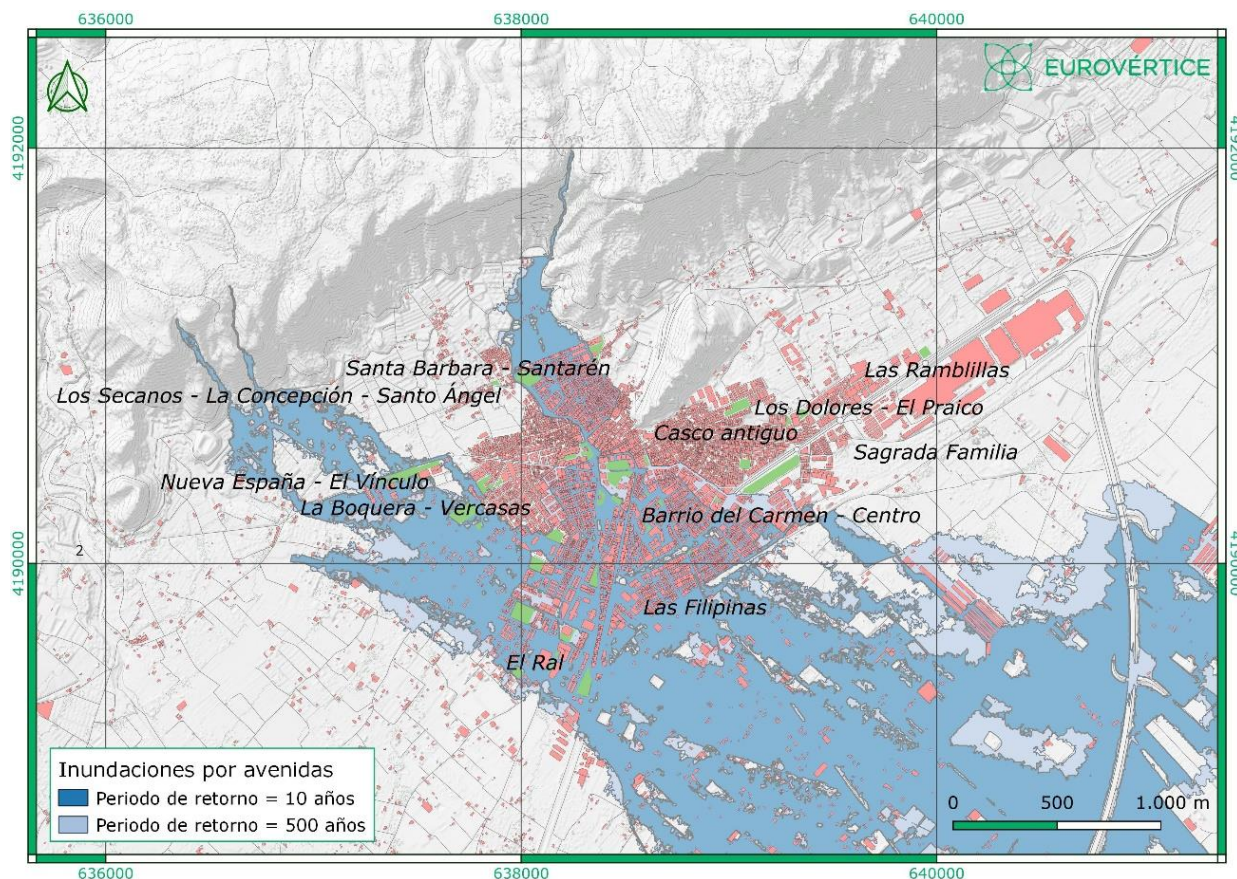 636000
638000
640000
EUROVÉRTICE
4192000
4192000
Santa Barbara - Santarén
Las Ramblillas
Los Secanos - La Concepción - Santo Ángel
Los Dolores - El Praico
Casco antiguo
Sagrada Familia
Nueva España - El Vínculo
La Boquera - Vercasas
Barrio del Carmen - Centro
2
4190000
4190000
Las Filipinas
El Ral
Inundaciones por avenidas
Periodo de retorno = 10 años
Periodo de retorno = 500 años
0 500 1.000 m
636000
638000
640000